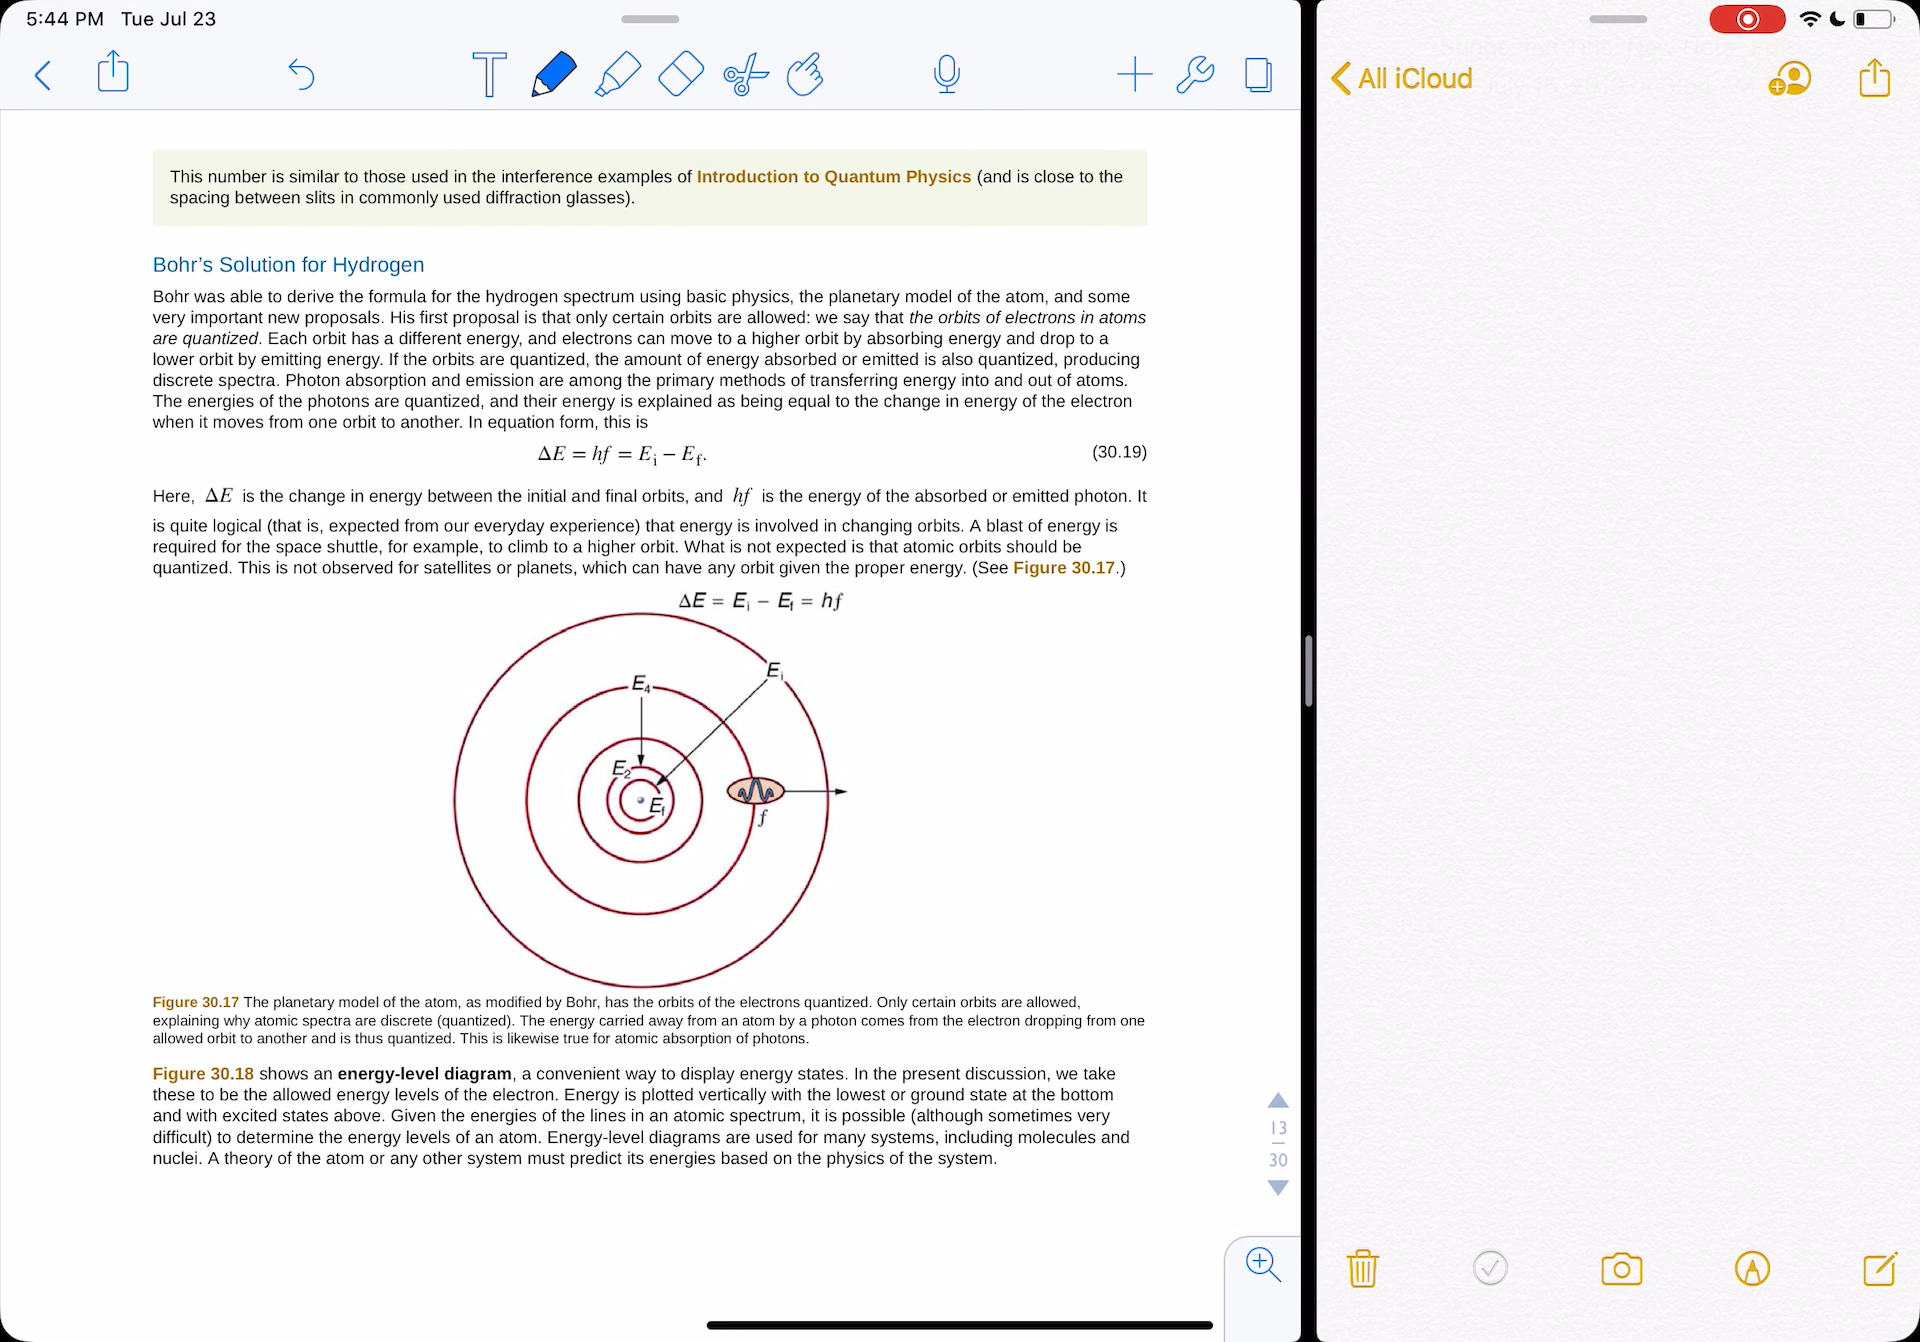 5:44 PM Tue Jul 23
All iCloud
This number is similar to those used in the interference examples of Introduction to Quantum Physics (and is close to the
spacing between slits in commonly used diffraction glasses).
Bohr's Solution for Hydrogen
Bohr was able to derive the formula for the hydrogen spectrum using basic physics, the planetary model of the atom, and some
very important new proposals. His first proposal is that only certain orbits are allowed: we say that the orbits of electrons in atoms
are quantized. Each orbit has a different energy, and electrons can move to a higher orbit by absorbing energy and drop to a
lower orbit by emitting energy. If the orbits are quantized, the amount of energy absorbed or emitted is also quantized, producing
discrete spectra. Photon absorption and emission are among the primary methods of transferring energy into and out of atoms.
The energies of the photons are quantized, and their energy is explained as being equal to the change in energy of the electron
when it moves from one orbit to another. In equation form, this is
ΔE = hf = Ei − Ef. (30.19)
Here, ΔE is the change in energy between the initial and final orbits, and hf is the energy of the absorbed or emitted photon. It
is quite logical (that is, expected from our everyday experience) that energy is involved in changing orbits. A blast of energy is
required for the space shuttle, for example, to climb to a higher orbit. What is not expected is that atomic orbits should be
quantized. This is not observed for satellites or planets, which can have any orbit given the proper energy. (See Figure 30.17.)
ΔE = Ei − Ef = hf
Ei
E4
E2
Ef
f
Figure 30.17 The planetary model of the atom, as modified by Bohr, has the orbits of the electrons quantized. Only certain orbits are allowed,
explaining why atomic spectra are discrete (quantized). The energy carried away from an atom by a photon comes from the electron dropping from one
allowed orbit to another and is thus quantized. This is likewise true for atomic absorption of photons.
Figure 30.18 shows an energy-level diagram, a convenient way to display energy states. In the present discussion, we take
these to be the allowed energy levels of the electron. Energy is plotted vertically with the lowest or ground state at the bottom
and with excited states above. Given the energies of the lines in an atomic spectrum, it is possible (although sometimes very
difficult) to determine the energy levels of an atom. Energy-level diagrams are used for many systems, including molecules and
nuclei. A theory of the atom or any other system must predict its energies based on the physics of the system.
13
30